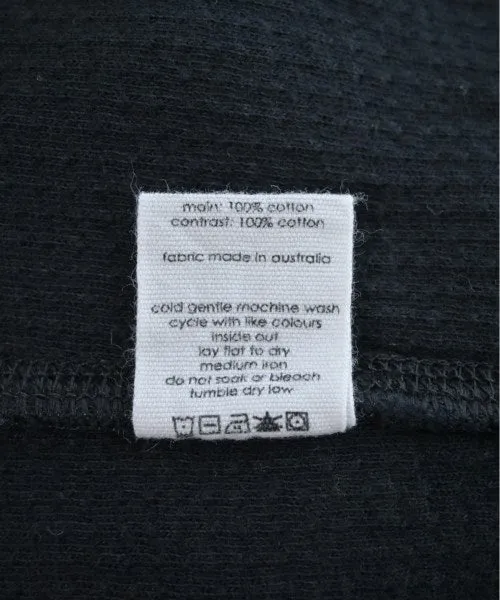 main: 100% cotton
contrast: 100% cotton
fabric made in australia
cold gentle machine wash
cycle with like colours
inside out
lay flat to dry
medium iron
do not soak or bleach
tumble dry low